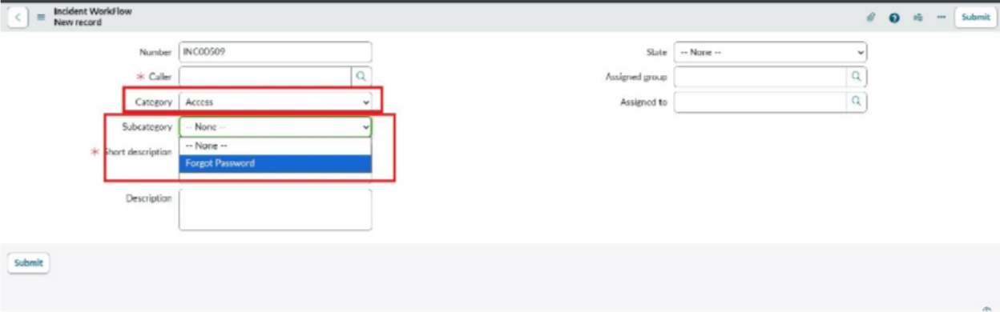 Incident WorkFlow
New record
Submit
Number INC00509
Caller
Category Access
Subcategory -- None --
-- None --
Forgot Password
* Short description
Description
State -- None --
Assigned group
Assigned to
Submit